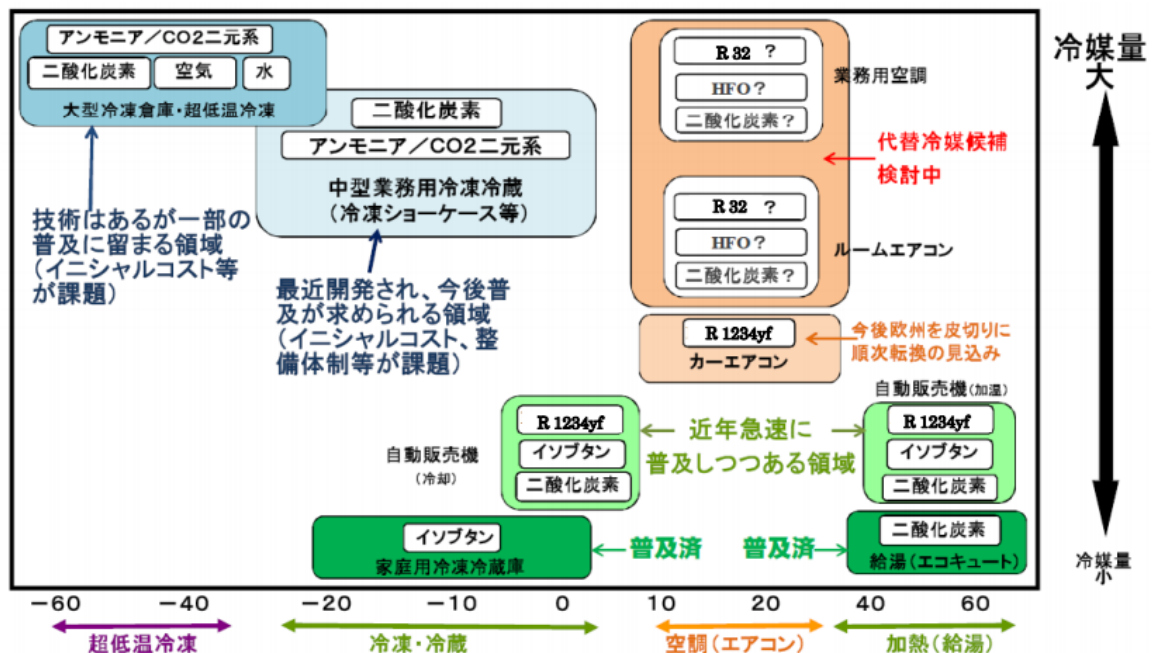 アンモニア/CO2二元系
二酸化炭素
空気
水
大型冷凍倉庫・超低温冷凍
技術はあるが一部の
普及に留まる領域
(イニシャルコスト等
が課題)
二酸化炭素
アンモニア/CO2二元系
中型業務用冷凍冷蔵
(冷凍ショーケース等)
最近開発され、今後普
及が求められる領域
(イニシャルコスト、整
備体制等が課題)
R 32 ?
HFO?
二酸化炭素?
業務用空調
代替冷媒候補
検討中
R 32 ?
HFO?
二酸化炭素?
ルームエアコン
R 1234yf
カーエアコン
今後欧州を皮切りに
順次転換の見込み
自動販売機
(冷却)
R 1234yf
イソブタン
二酸化炭素
近年急速に
普及しつつある領域
自動販売機(加温)
R 1234yf
イソブタン
二酸化炭素
イソブタン
家庭用冷凍冷蔵庫
普及済
普及済
二酸化炭素
給湯(エコキュート)
冷媒量
大
冷媒量
小
-60 -40 -20 -10 0 10 20 40 60
超低温冷凍
冷凍・冷蔵
空調(エアコン)
加熱(給湯)